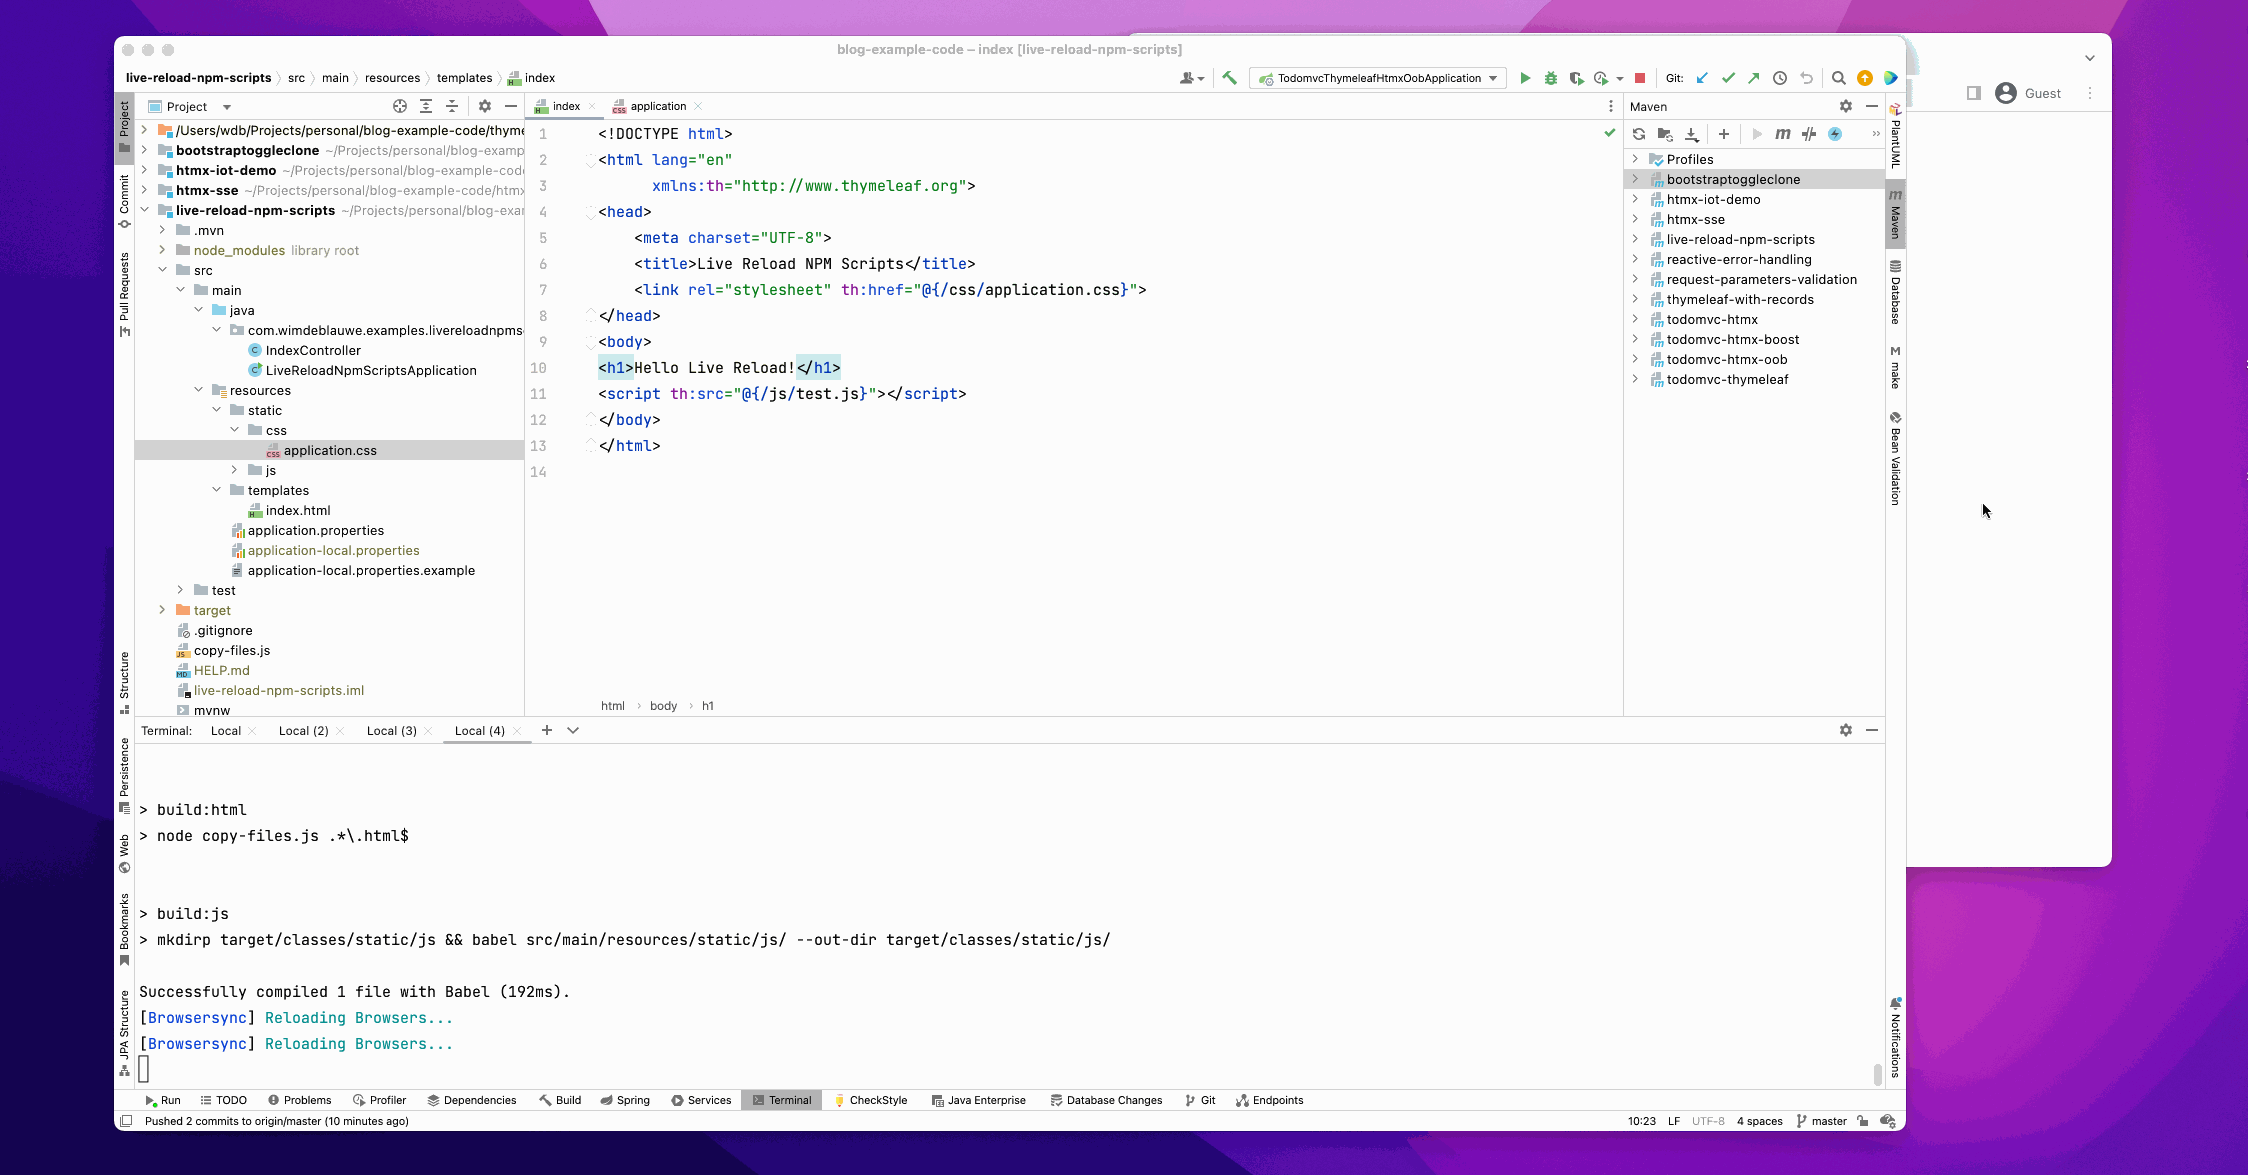 blog-example-code – index [live-reload-npm-scripts]
live-reload-npm-scripts › src › main › resources › templates › index
TodomvcThymeleafHtmxOobApplication
Git:
Guest
Project
index
application
Maven
/Users/wdb/Projects/personal/blog-example-code/thyme
bootstraptoggleclone ~/Projects/personal/blog-examp
htmx-iot-demo ~/Projects/personal/blog-example-cod
htmx-sse ~/Projects/personal/blog-example-code/htmx
live-reload-npm-scripts ~/Projects/personal/blog-exar
.mvn
node_modules library root
src
main
java
com.wimdeblauwe.examples.livereloadnpms
IndexController
LiveReloadNpmScriptsApplication
resources
static
css
application.css
js
templates
index.html
application.properties
application-local.properties
application-local.properties.example
test
target
.gitignore
copy-files.js
HELP.md
live-reload-npm-scripts.iml
mvnw
1 <!DOCTYPE html>
2 <html lang="en"
3 xmlns:th="http://www.thymeleaf.org">
4 <head>
5 <meta charset="UTF-8">
6 <title>Live Reload NPM Scripts</title>
7 <link rel="stylesheet" th:href="@{/css/application.css}">
8 </head>
9 <body>
10 <h1>Hello Live Reload!</h1>
11 <script th:src="@{/js/test.js}"></script>
12 </body>
13 </html>
14
html › body › h1
Profiles
bootstraptoggleclone
htmx-iot-demo
htmx-sse
live-reload-npm-scripts
reactive-error-handling
request-parameters-validation
thymeleaf-with-records
todomvc-htmx
todomvc-htmx-boost
todomvc-htmx-oob
todomvc-thymeleaf
Project
Commit
Pull Requests
Structure
Persistence
Web
Bookmarks
JPA Structure
PlantUML
Maven
Database
make
Bean Validation
Notifications
Terminal: Local Local (2) Local (3) Local (4)
> build:html
> node copy-files.js .*\.html$
> build:js
> mkdirp target/classes/static/js && babel src/main/resources/static/js/ --out-dir target/classes/static/js/
Successfully compiled 1 file with Babel (192ms).
[Browsersync] Reloading Browsers...
[Browsersync] Reloading Browsers...
Run TODO Problems Profiler Dependencies Build Spring Services Terminal CheckStyle Java Enterprise Database Changes Git Endpoints
Pushed 2 commits to origin/master (10 minutes ago)
10:23 LF UTF-8 4 spaces master